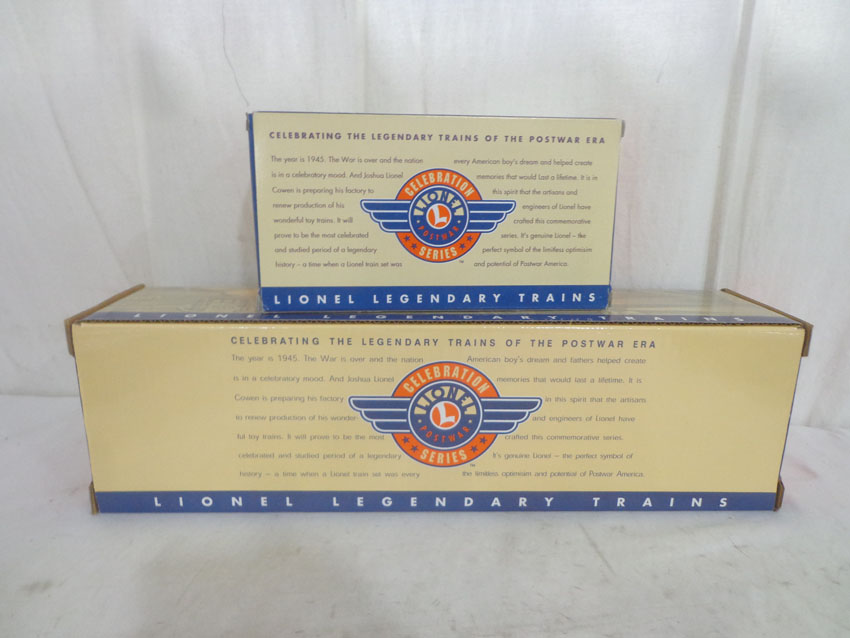 CELEBRATING THE LEGENDARY TRAINS OF THE POSTWAR ERA
The year is 1945. The War is over and the nation
is in a celebratory mood. And Joshua Lionel
Cowen is preparing his factory to
renew production of his
wonderful toy trains. It will
prove to be the most celebrated
and studied period of a legendary
history – a time when a Lionel train set was
CELEBRATION
LIONEL
L
POSTWAR
SERIES
TM
every American boy's dream and helped create
memories that would last a lifetime. It is in
this spirit that the artisans and
engineers of Lionel have
crafted this commemorative
series. It's genuine Lionel – the
perfect symbol of the limitless optimisim
and potential of Postwar America.
LIONEL LEGENDARY TRAINS
LIONEL LEGENDARY TRAINS
CELEBRATING THE LEGENDARY TRAINS OF THE POSTWAR ERA
The year is 1945. The War is over and the nation
is in a celebratory mood. And Joshua Lionel
Cowen is preparing his factory
to renew production of his wonder-
ful toy trains. It will prove to be the most
celebrated and studied period of a legendary
history – a time when a Lionel train set was every
CELEBRATION
LIONEL
L
POSTWAR
SERIES
TM
American boy's dream and fathers helped create
memories that would last a lifetime. It is
in this spirit that the artisans
and engineers of Lionel have
crafted this commemorative series.
It's genuine Lionel – the perfect symbol of
the limitless optimisim and potential of Postwar America.
LIONEL LEGENDARY TRAINS